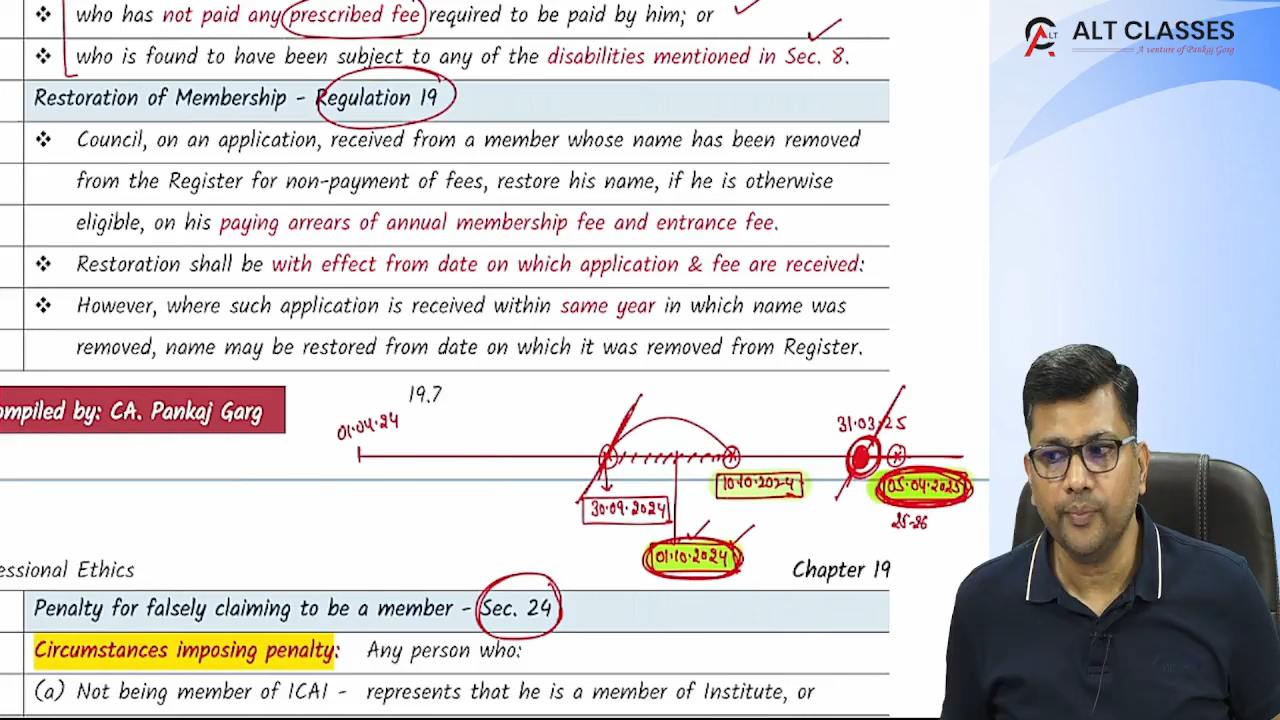 who has not paid any prescribed fee required to be paid by him; or
❖ who is found to have been subject to any of the disabilities mentioned in Sec. 8.
Restoration of Membership - Regulation 19
❖ Council, on an application, received from a member whose name has been removed
from the Register for non-payment of fees, restore his name, if he is otherwise
eligible, on his paying arrears of annual membership fee and entrance fee.
❖ Restoration shall be with effect from date on which application & fee are received:
❖ However, where such application is received within same year in which name was
removed, name may be restored from date on which it was removed from Register.
ompiled by: CA. Pankaj Garg
19.7
01.04.24
31.03.25
30.09.2024
10.10.2024
05.04.2025
25-26
01.10.2024
essional Ethics
Chapter 19
Penalty for falsely claiming to be a member - Sec. 24
Circumstances imposing penalty: Any person who:
(a) Not being member of ICAI - represents that he is a member of Institute, or
ALT
ALT CLASSES
A venture of Pankaj Garg